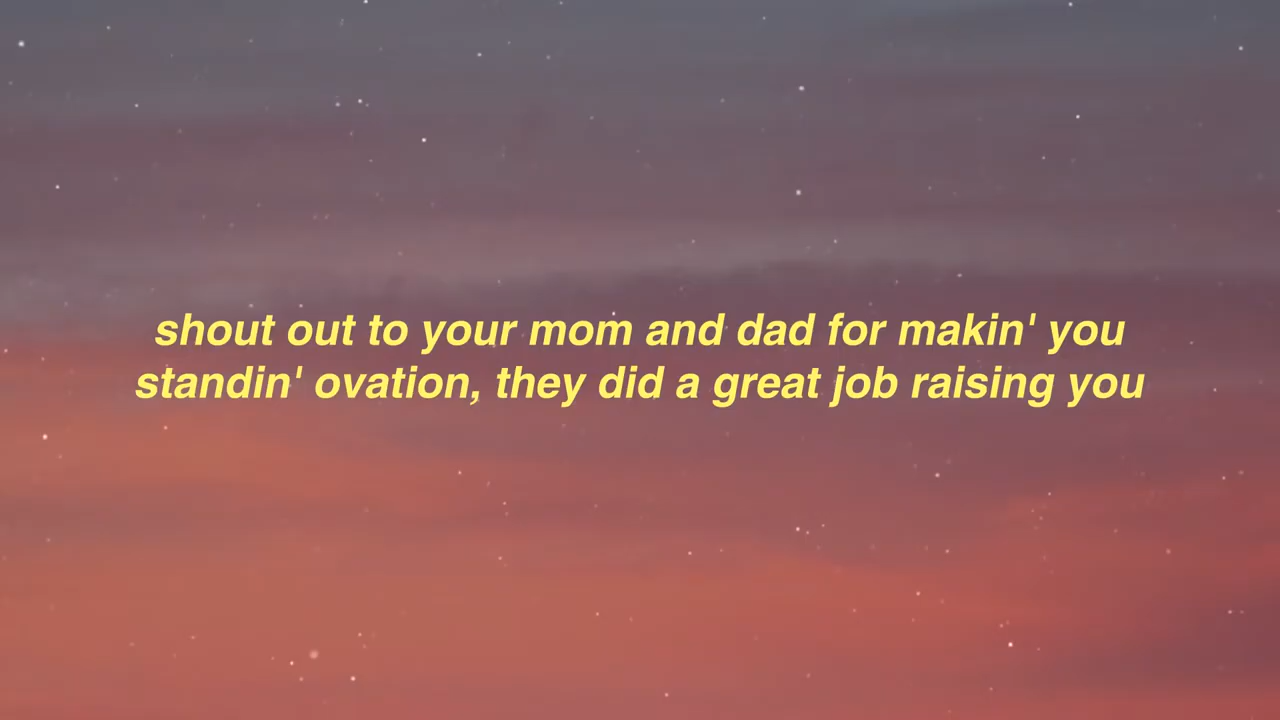 shout out to your mom and dad for makin' you
standin' ovation, they did a great job raising you